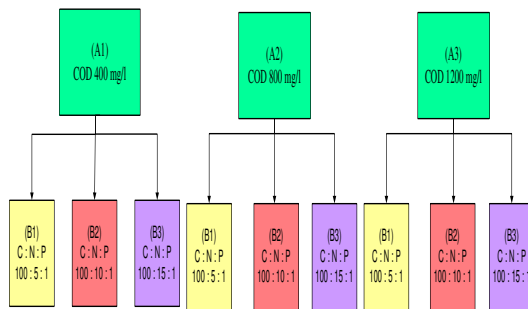 (A1)
COD 400 mg/l
(A2)
COD 800 mg/l
(A3)
COD 1200 mg/l
(B1)
C : N : P
100 : 5 : 1
(B2)
C : N : P
100 : 10 : 1
(B3)
C : N : P
100 : 15 : 1
(B1)
C : N : P
100 : 5 : 1
(B2)
C : N : P
100 : 10 : 1
(B3)
C : N : P
100 : 15 : 1
(B1)
C : N : P
100 : 5 : 1
(B2)
C : N : P
100 : 10 : 1
(B3)
C : N : P
100 : 15 : 1